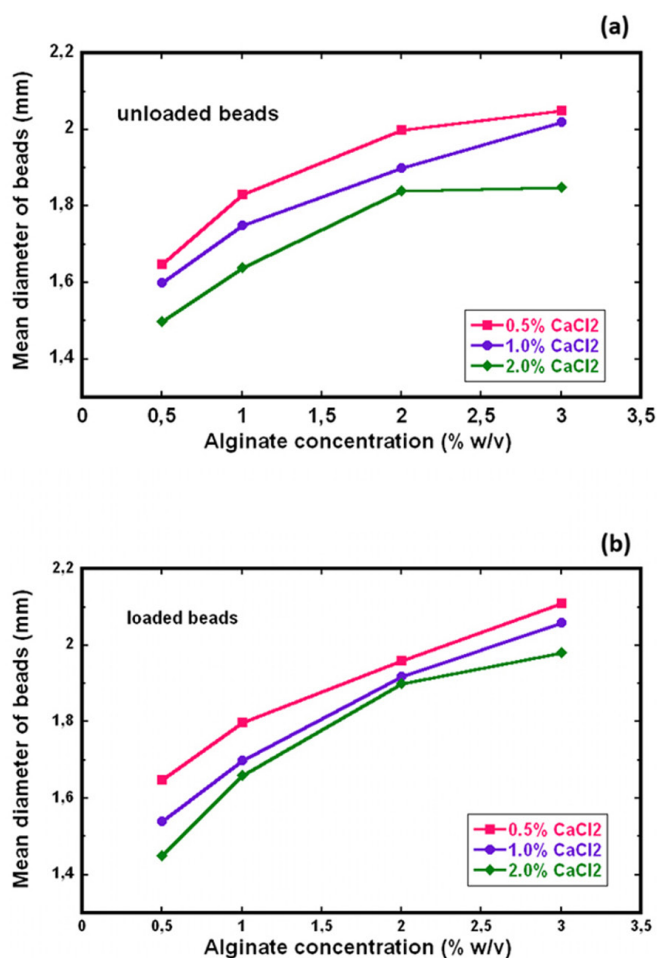 (a)
2,2
2
1,8
1,6
1,4
Mean diameter of beads (mm)
unloaded beads
0.5% CaCl2
1.0% CaCl2
2.0% CaCl2
0 0,5 1 1,5 2 2,5 3 3,5
Alginate concentration (% w/v)
(b)
2,2
2
1,8
1,6
1,4
Mean diameter of beads (mm)
loaded beads
0.5% CaCl2
1.0% CaCl2
2.0% CaCl2
0 0,5 1 1,5 2 2,5 3 3,5
Alginate concentration (% w/v)